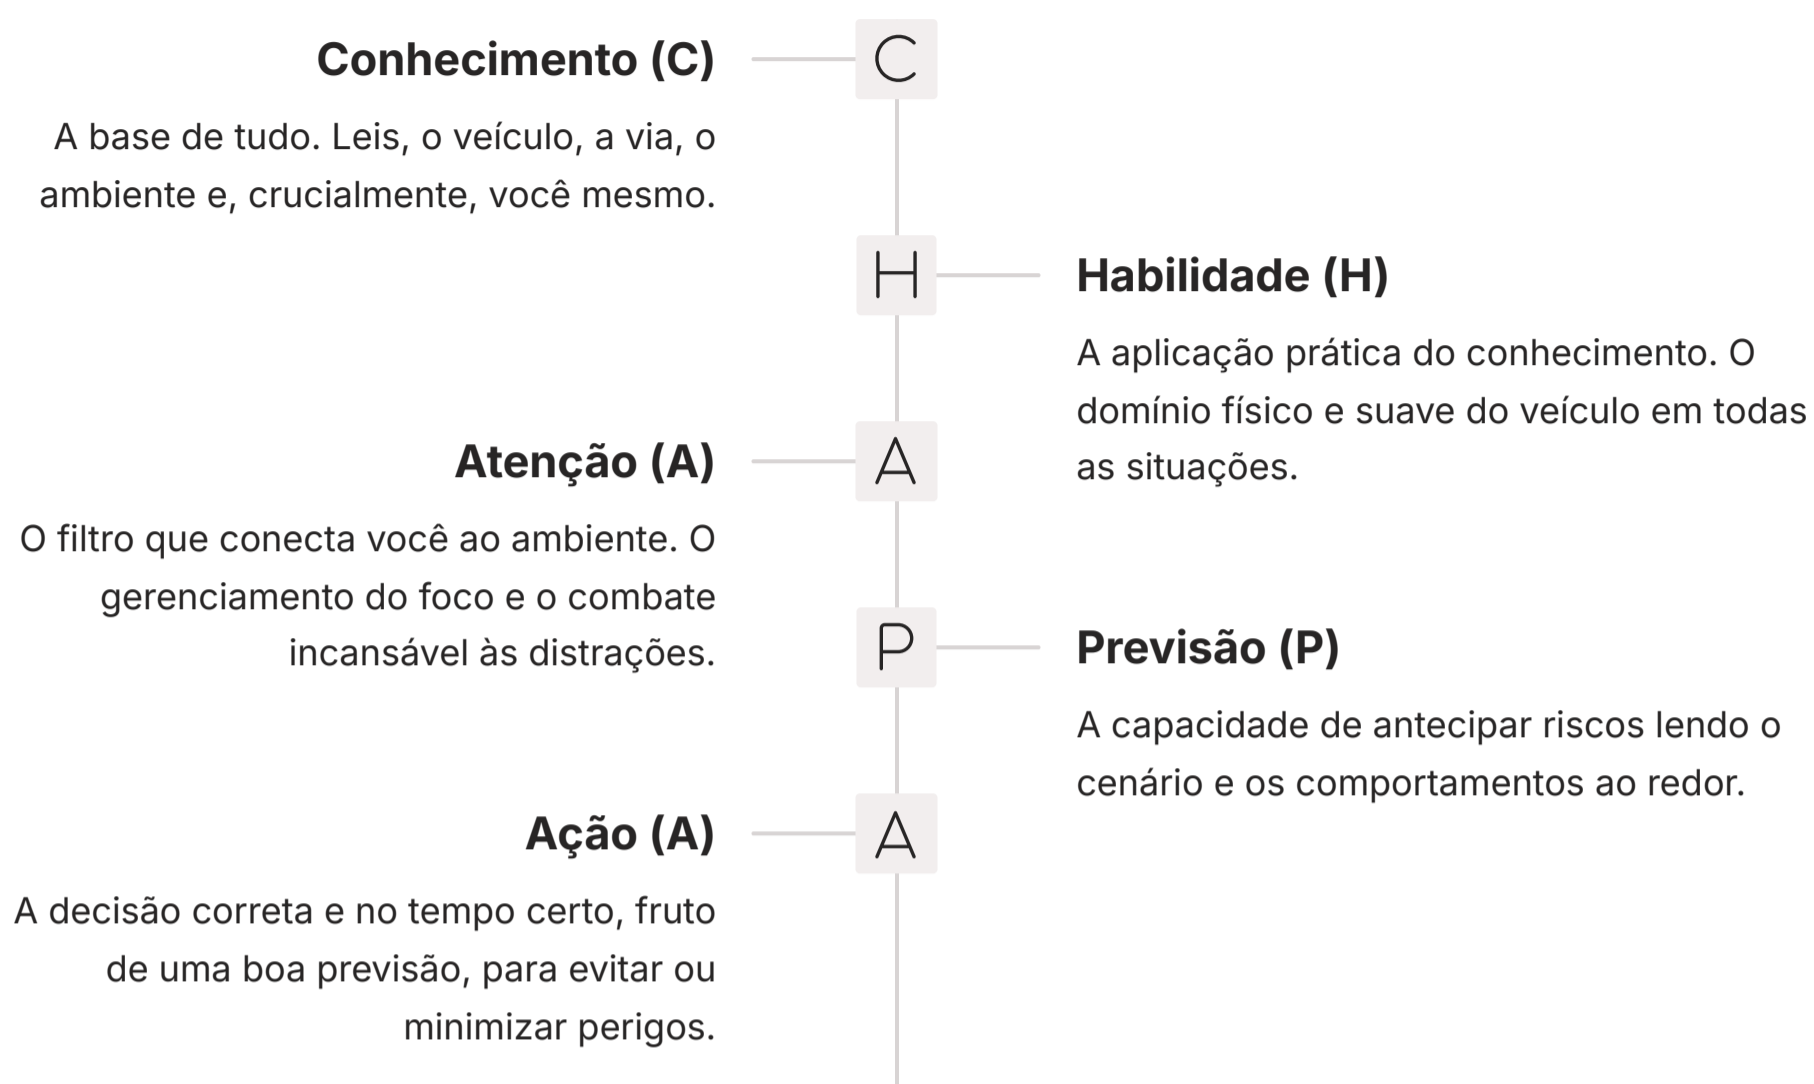 Conhecimento (C)
C
A base de tudo. Leis, o veículo, a via, o
ambiente e, crucialmente, você mesmo.
H
Habilidade (H)
A aplicação prática do conhecimento. O
domínio físico e suave do veículo em todas
as situações.
Atenção (A)
A
O filtro que conecta você ao ambiente. O
gerenciamento do foco e o combate
incansável às distrações.
P
Previsão (P)
A capacidade de antecipar riscos lendo o
cenário e os comportamentos ao redor.
Ação (A)
A
A decisão correta e no tempo certo, fruto
de uma boa previsão, para evitar ou
minimizar perigos.